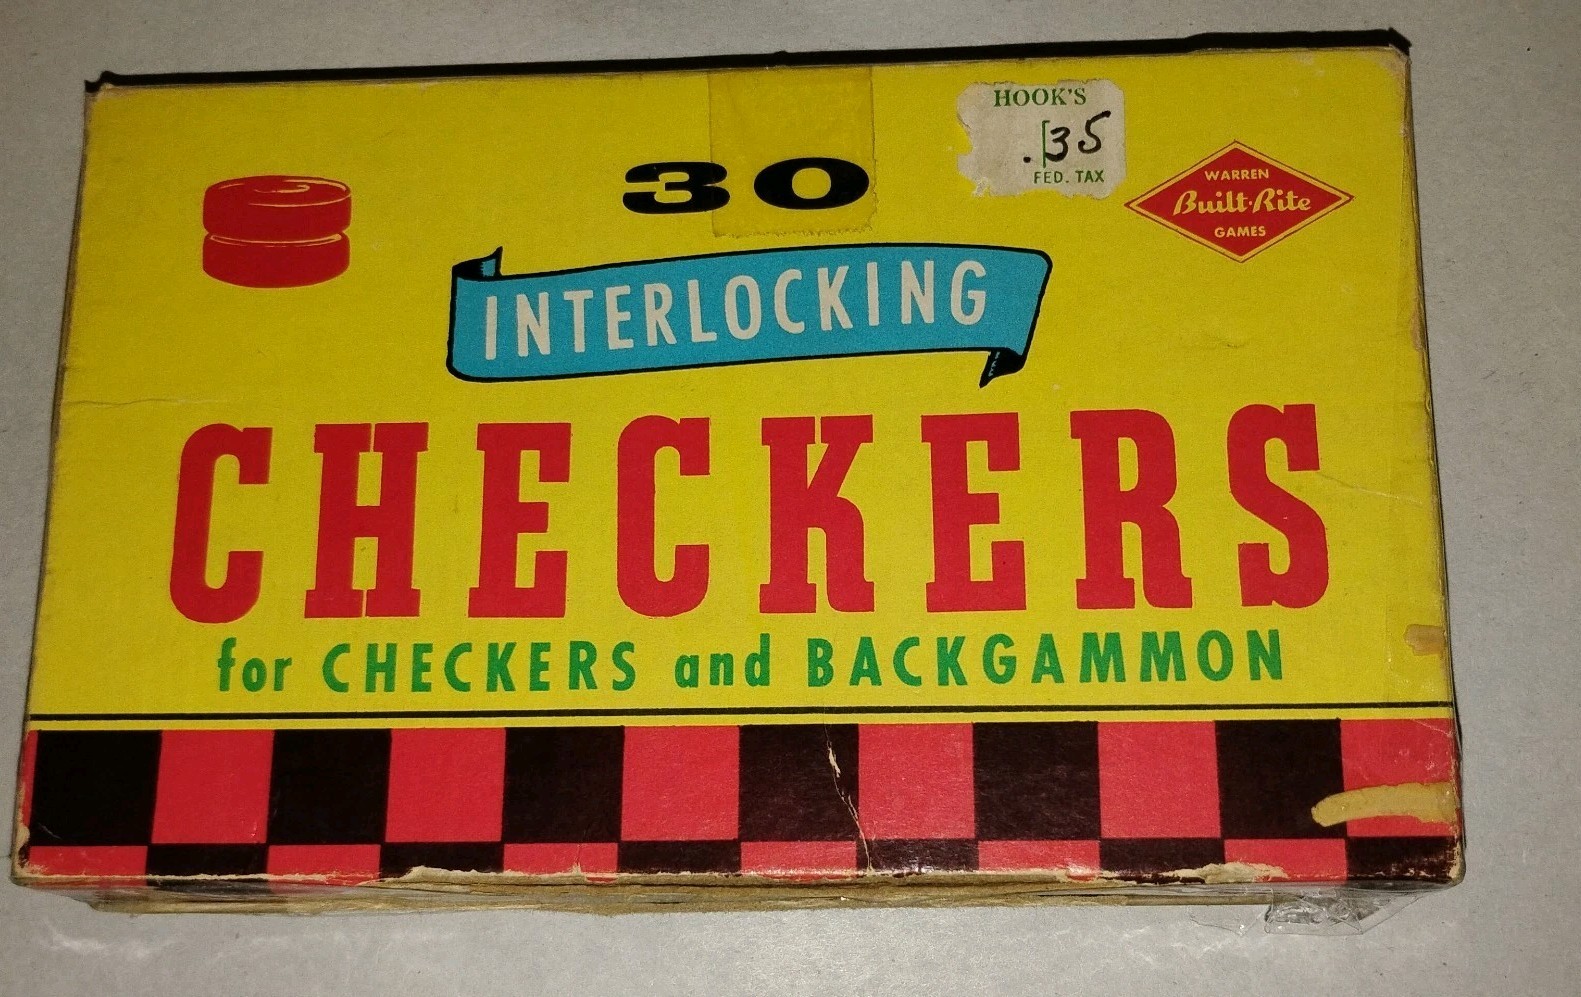 HOOK'S
.35
FED. TAX
30
WARREN
Built-Rite
GAMES
INTERLOCKING
CHECKERS
for CHECKERS and BACKGAMMON